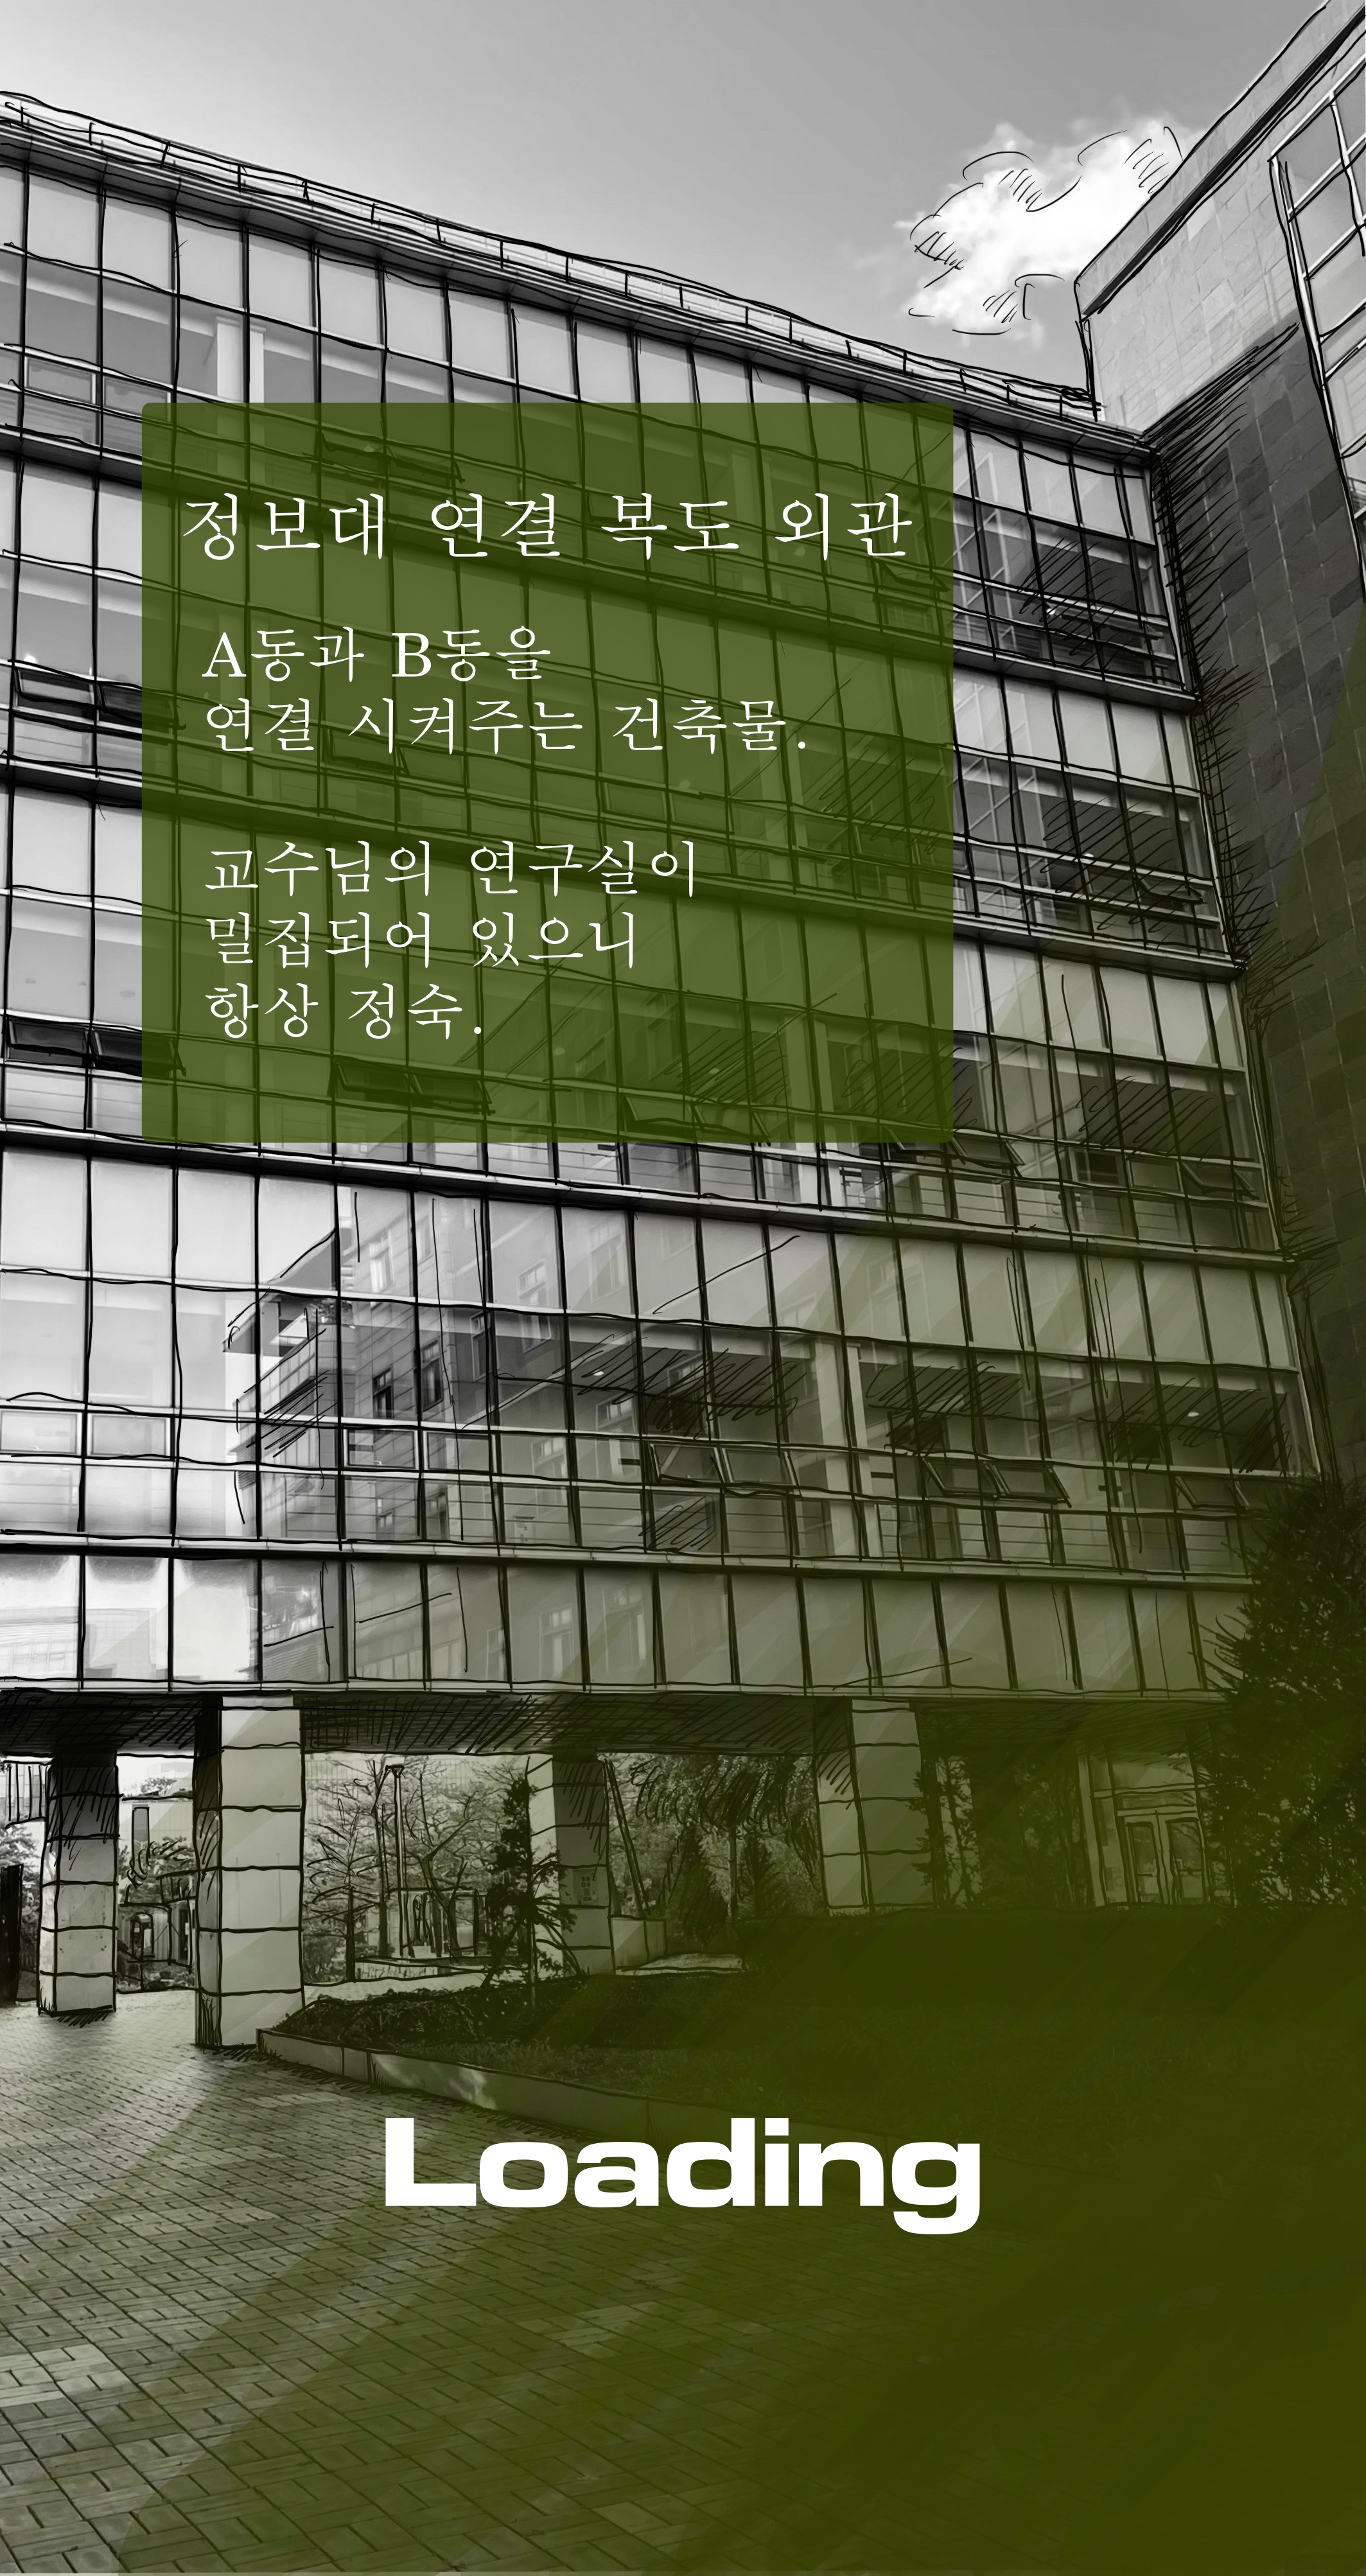 정보대 연결 복도 외관
A동과 B동을
연결 시켜주는 건축물.
교수님의 연구실이
밀집되어 있으니
항상 정숙.
Loading